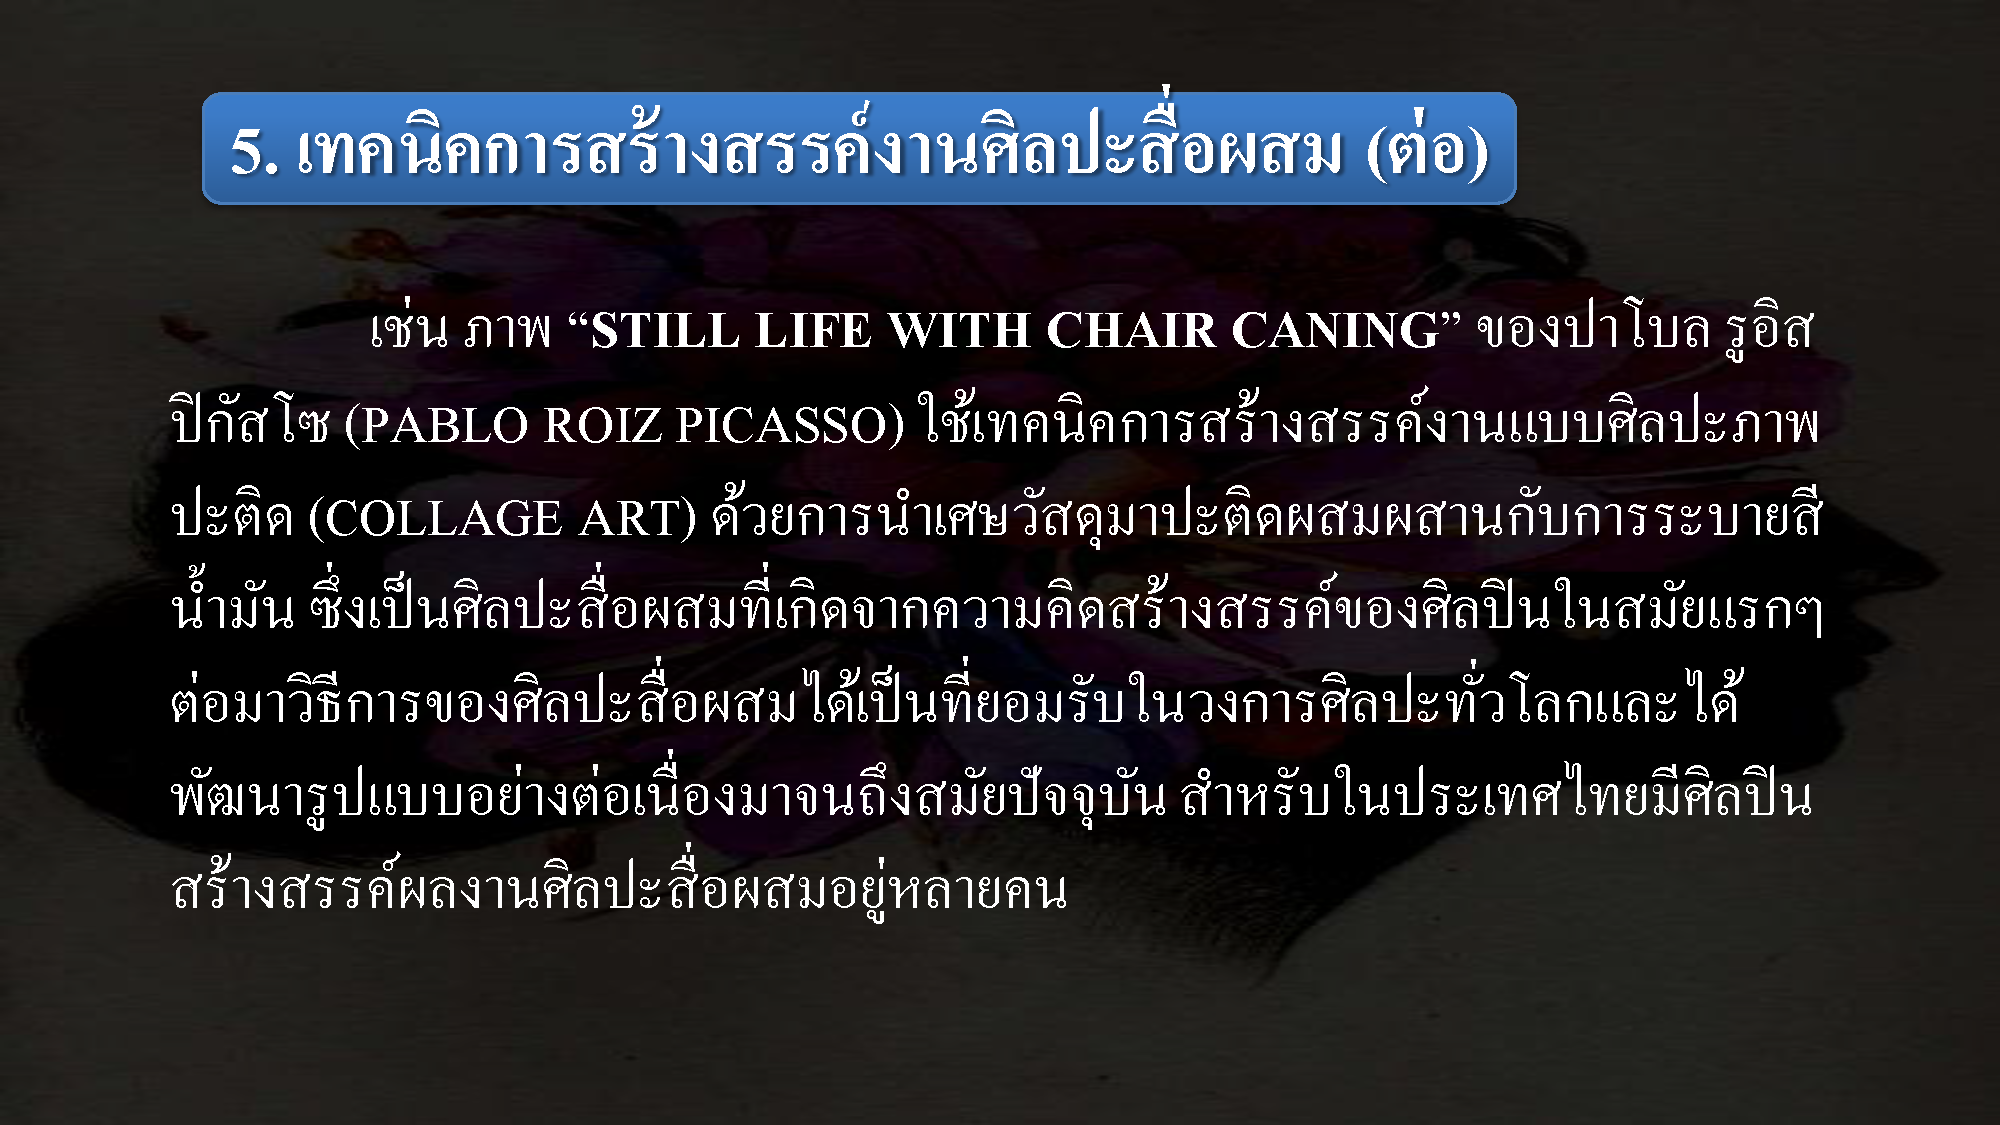 5. เทคนิคการสร้างสรรค์งานศิลปะสื่อผสม (ต่อ)
เช่น ภาพ “STILL LIFE WITH CHAIR CANING” ของปาโบล รูอิส
ปิกัสโซ (PABLO ROIZ PICASSO) ใช้เทคนิคการสร้างสรรค์งานแบบศิลปะภาพ
ปะติด (COLLAGE ART) ด้วยการนำเศษวัสดุมาปะติดผสมผสานกับการระบายสี
น้ำมัน ซึ่งเป็นศิลปะสื่อผสมที่เกิดจากความคิดสร้างสรรค์ของศิลปินในสมัยแรกๆ
ต่อมาวิธีการของศิลปะสื่อผสมได้เป็นที่ยอมรับในวงการศิลปะทั่วโลกและได้
พัฒนารูปแบบอย่างต่อเนื่องมาจนถึงสมัยปัจจุบัน สำหรับในประเทศไทยมีศิลปิน
สร้างสรรค์ผลงานศิลปะสื่อผสมอยู่หลายคน